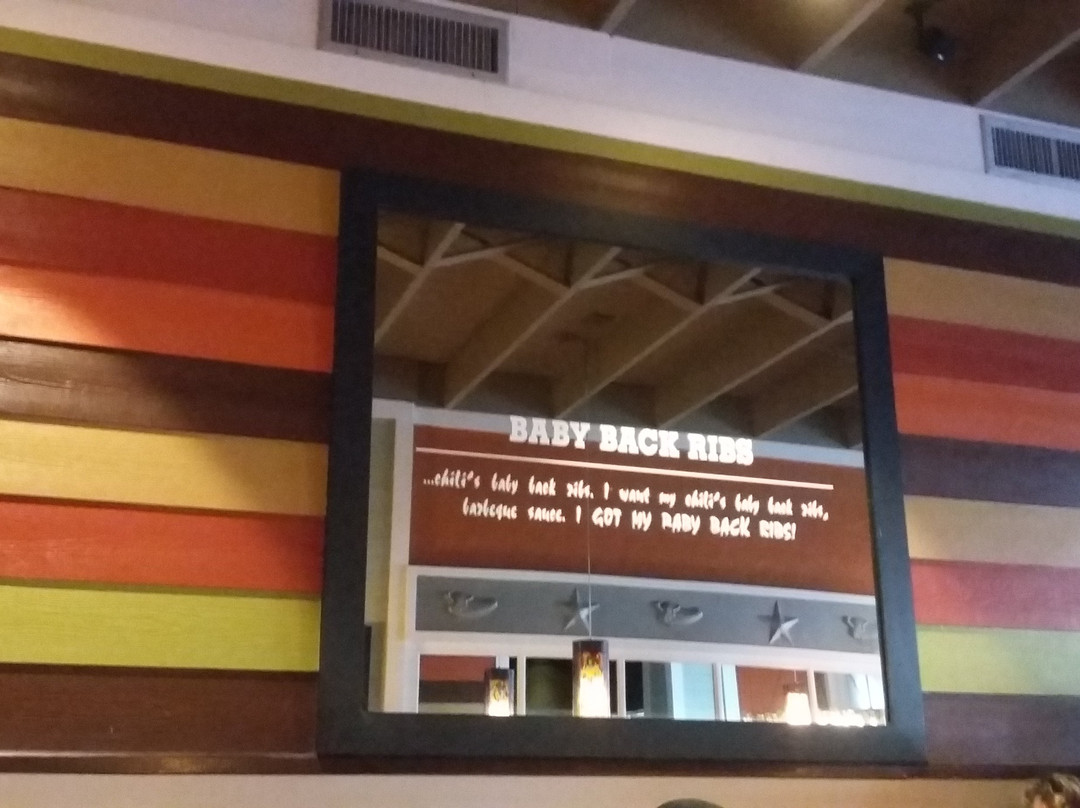 BABY BACK RIBS
...chili's baby back ribs. I want my chili's baby back ribs,
barbeque sauce. I GOT MY BABY BACK RIBS!